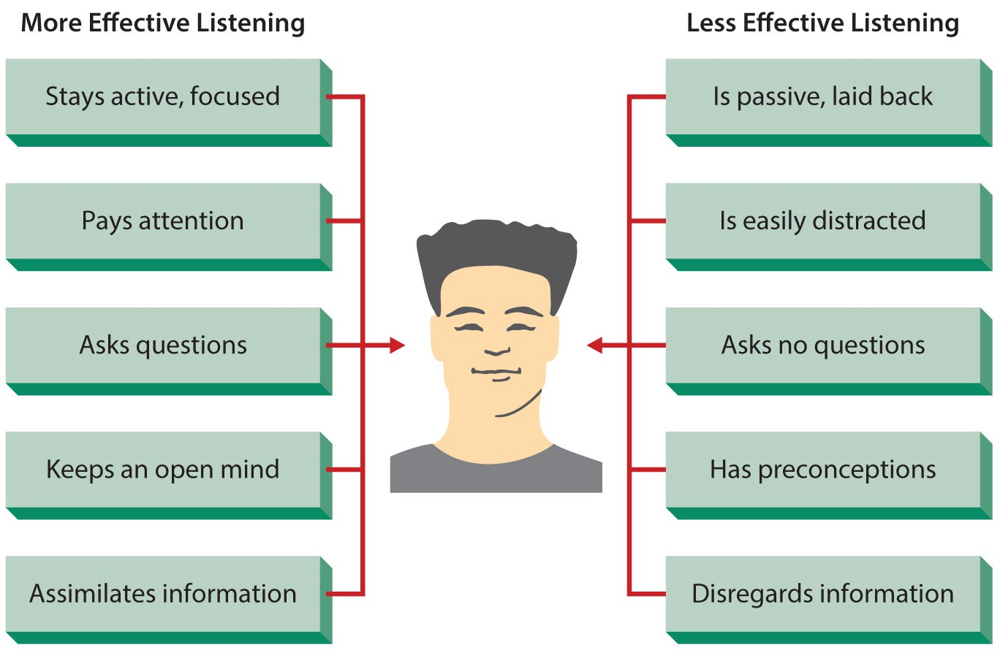 More Effective Listening
Stays active, focused
Pays attention
Asks questions
Keeps an open mind
Assimilates information
Less Effective Listening
Is passive, laid back
Is easily distracted
Asks no questions
Has preconceptions
Disregards information